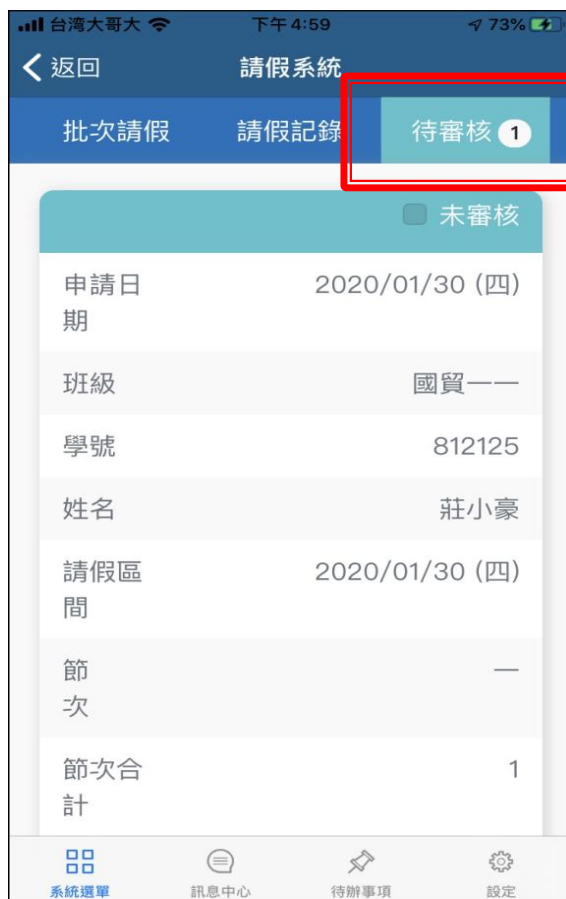 台湾大哥大 下午4:59 73%
返回 請假系統
批次請假 請假記錄 待審核 1
未審核
申請日 2020/01/30 (四)
期
班級 國貿一一
學號 812125
姓名 莊小豪
請假區 2020/01/30 (四)
間
節 一
次
節次合 1
計
系統選單 訊息中心 待辦事項 設定